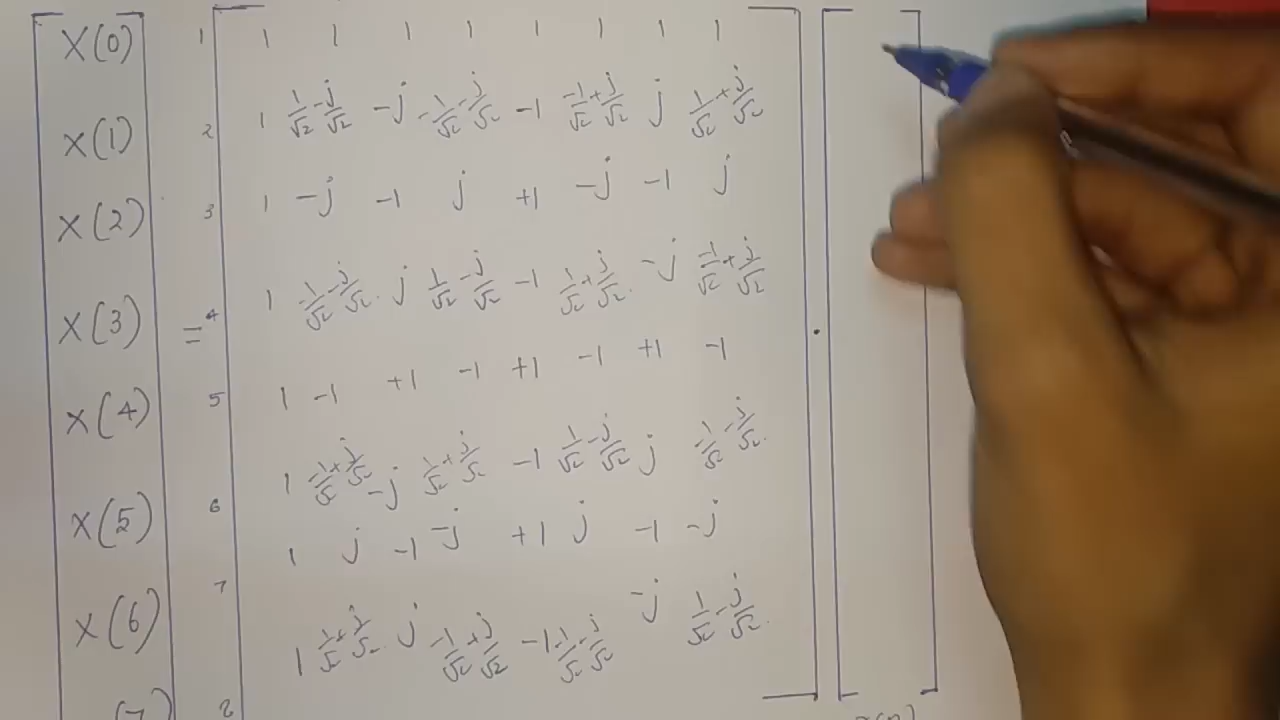 X(0) 1 1 1 1 1 1 1 1 1
X(1) 2 1 1/√2 - j/√2 -j -1/√2 - j/√2 -1 -1/√2 + j/√2 j 1/√2 + j/√2
X(2) 3 1 -j -1 j +1 -j -1 j
X(3) = 4 1 -1/√2 - j/√2 j 1/√2 - j/√2 -1 1/√2 + j/√2 -j -1/√2 + j/√2
X(4) 5 1 -1 +1 -1 +1 -1 +1 -1
X(5) 6 1 -1/√2 + j/√2 -j 1/√2 + j/√2 -1 1/√2 - j/√2 j -1/√2 - j/√2
X(6) 7 1 j -1 -j +1 j -1 -j
8 1 1/√2 + j/√2 j -1/√2 + j/√2 -1 -1/√2 - j/√2 -j 1/√2 - j/√2